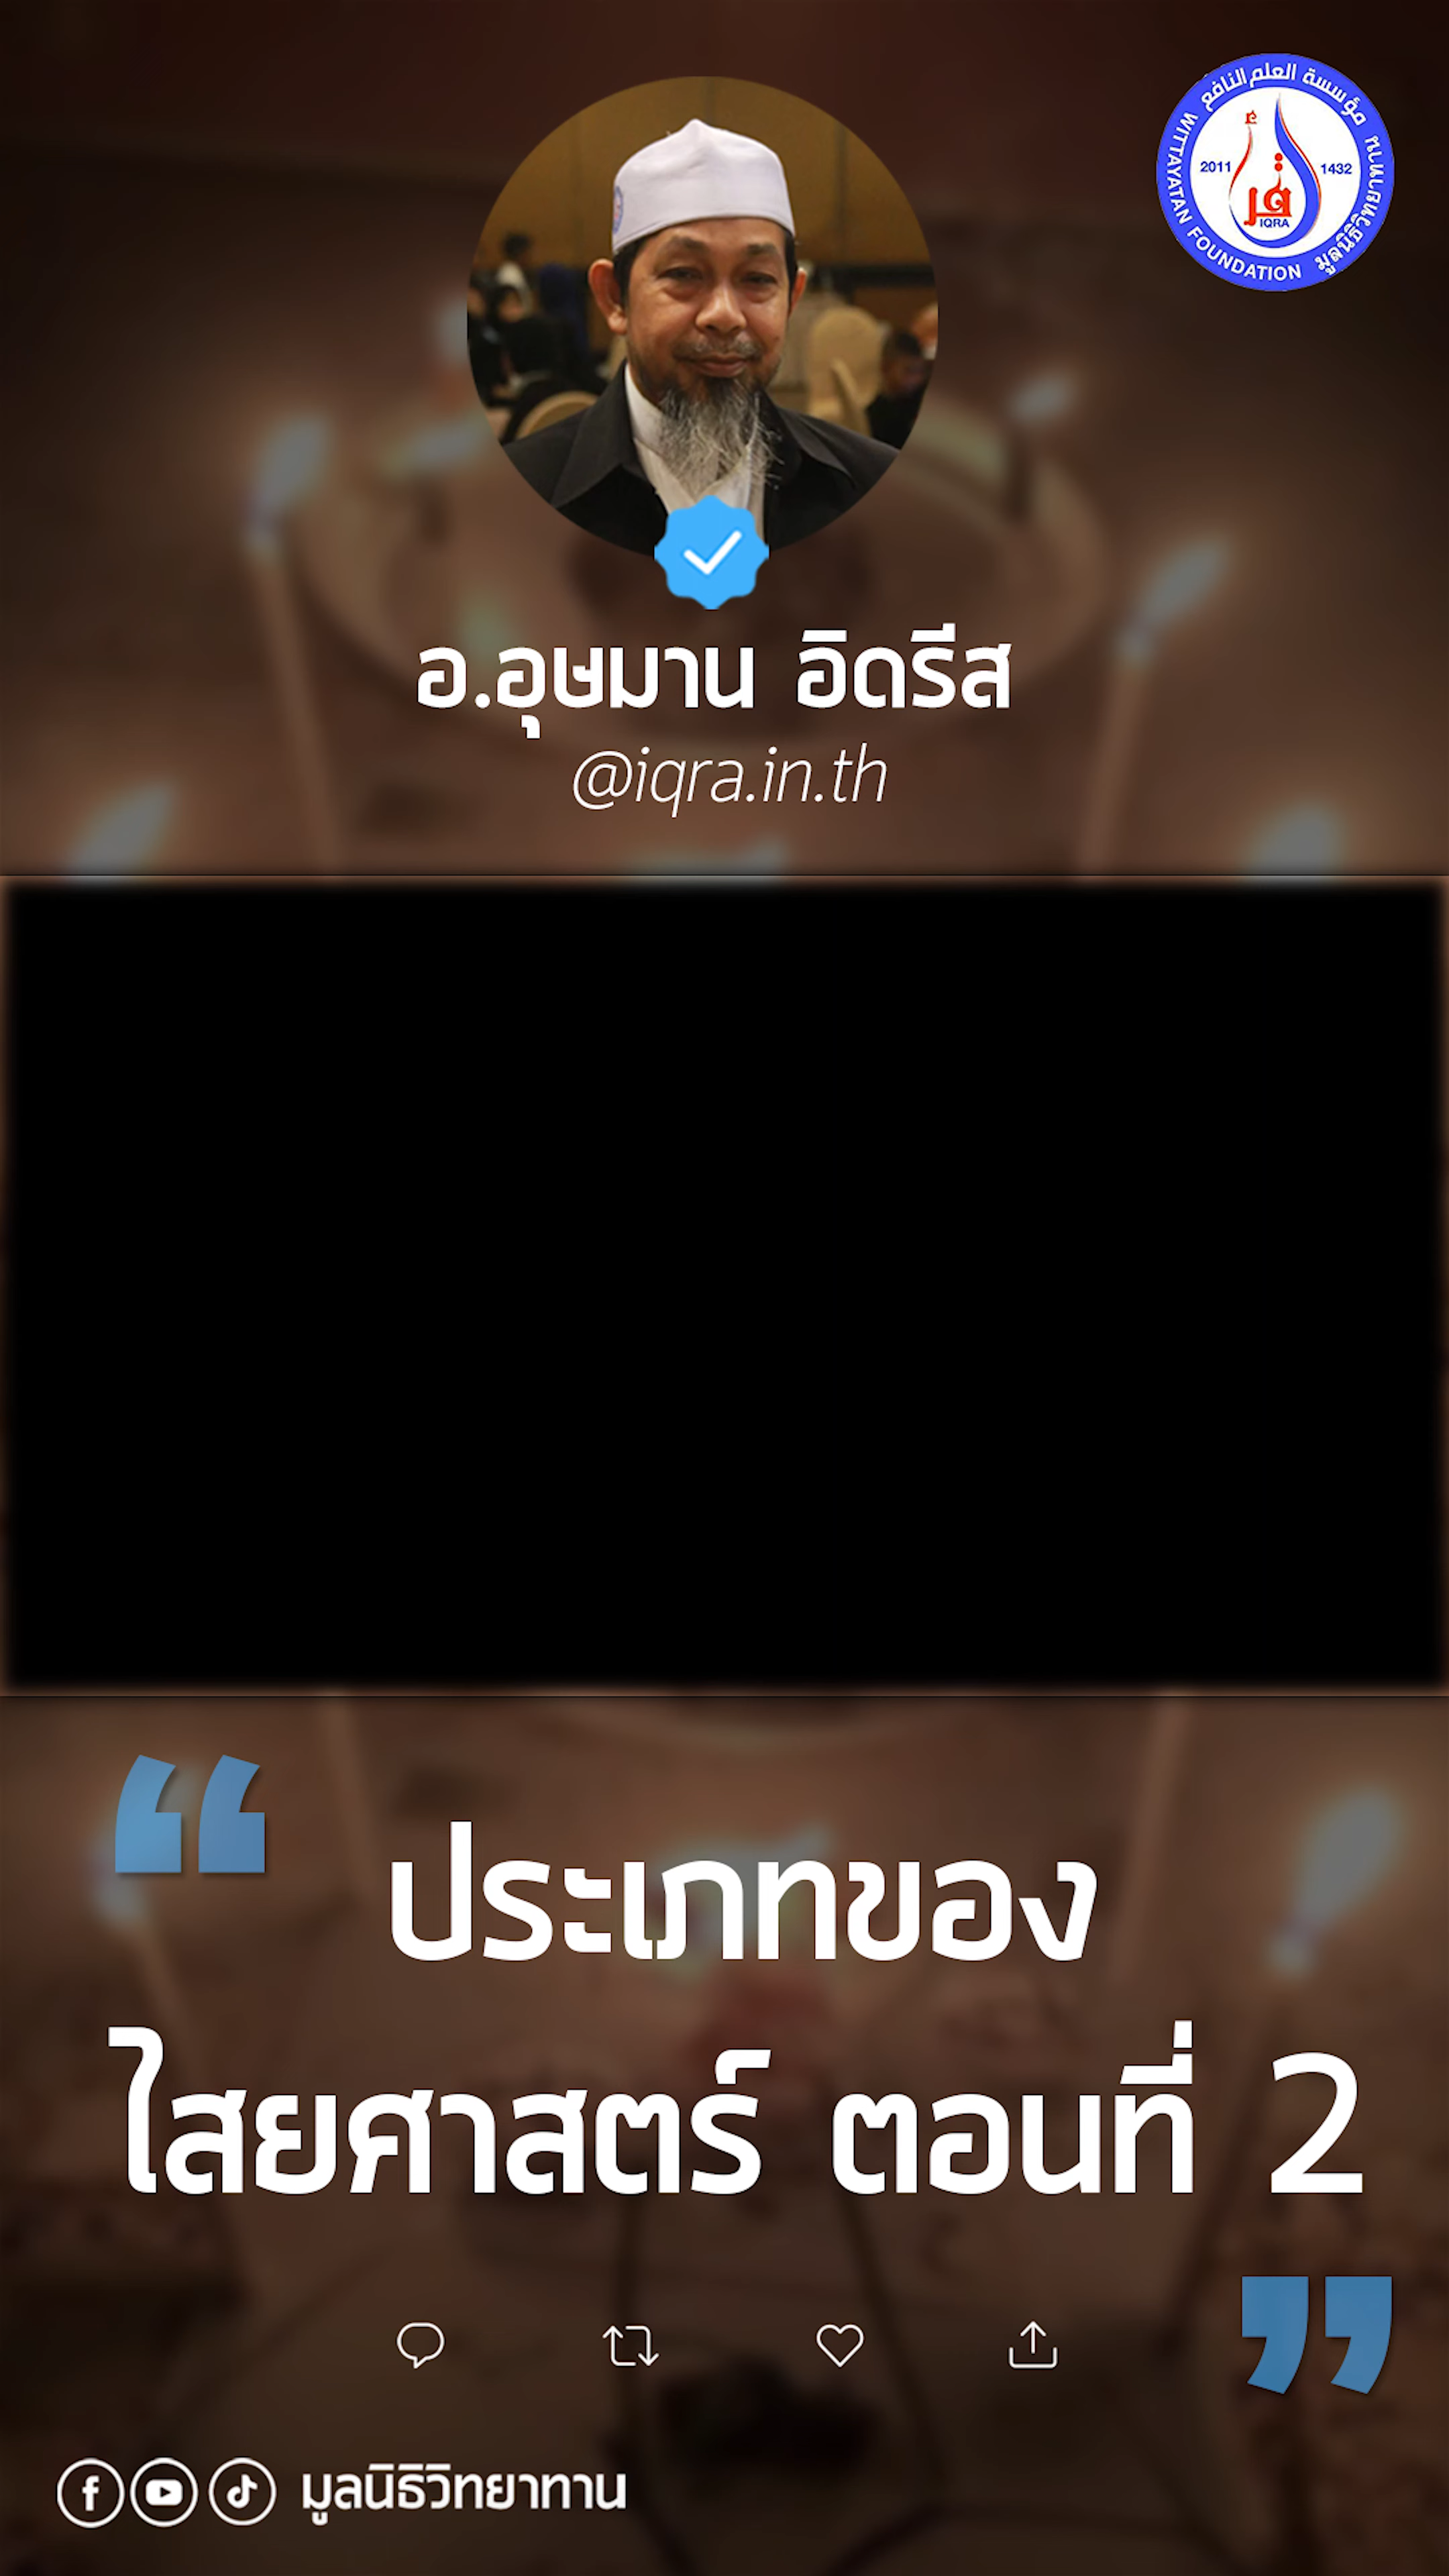 مؤسسة العلم النافع
WITTAYATAN FOUNDATION มูลนิธิวิทยาทาน
2011 1432
IQRA
อ.อุษมาน อิดรีส
@iqra.in.th
“ ประเภทของ
ไสยศาสตร์ ตอนที่ 2 ”
มูลนิธิวิทยาทาน